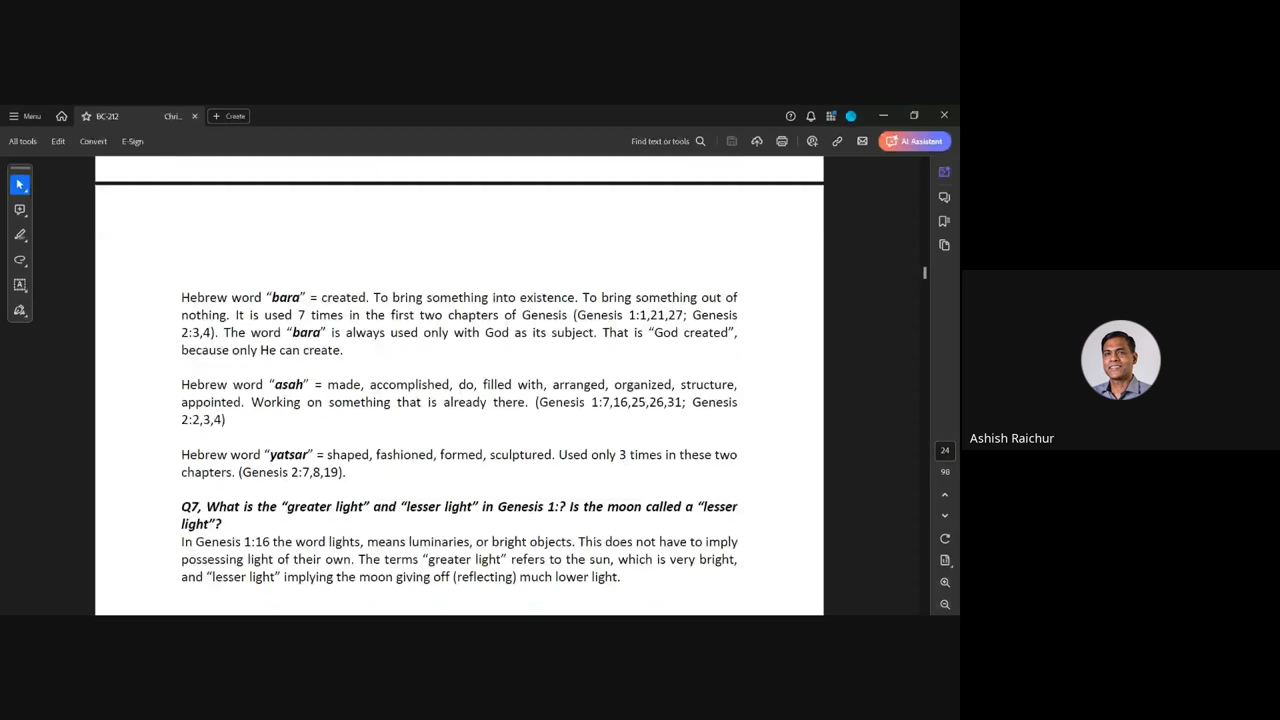 Menu
BC-212
Chri...
Create
All tools
Edit
Convert
E-Sign
Find text or tools
AI Assistant
Hebrew word “bara” = created. To bring something into existence. To bring something out of
nothing. It is used 7 times in the first two chapters of Genesis (Genesis 1:1,21,27; Genesis
2:3,4). The word “bara” is always used only with God as its subject. That is “God created”,
because only He can create.
Hebrew word “asah” = made, accomplished, do, filled with, arranged, organized, structure,
appointed. Working on something that is already there. (Genesis 1:7,16,25,26,31; Genesis
2:2,3,4)
Hebrew word “yatsar” = shaped, fashioned, formed, sculptured. Used only 3 times in these two
chapters. (Genesis 2:7,8,19).
Q7, What is the “greater light” and “lesser light” in Genesis 1:? Is the moon called a “lesser
light”?
In Genesis 1:16 the word lights, means luminaries, or bright objects. This does not have to imply
possessing light of their own. The terms “greater light” refers to the sun, which is very bright,
and “lesser light” implying the moon giving off (reflecting) much lower light.
24
98
Ashish Raichur